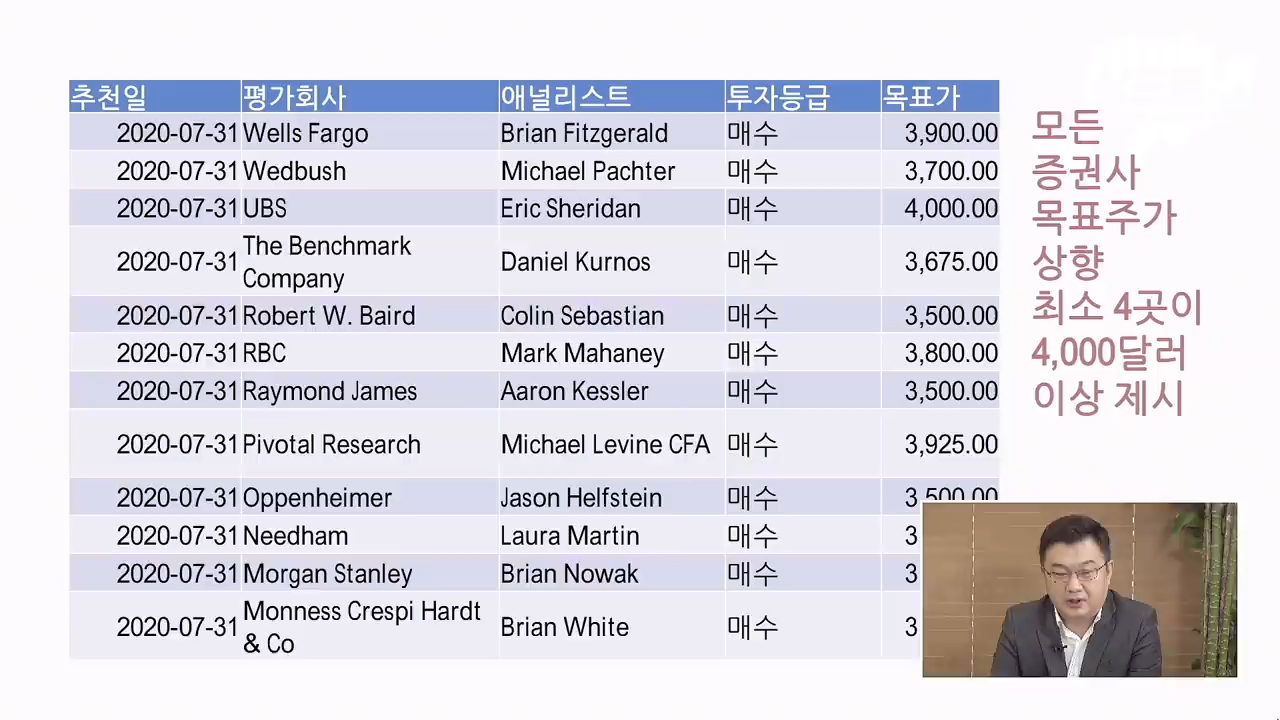 추천일 평가회사 애널리스트 투자등급 목표가
2020-07-31 Wells Fargo Brian Fitzgerald 매수 3,900.00
2020-07-31 Wedbush Michael Pachter 매수 3,700.00
2020-07-31 UBS Eric Sheridan 매수 4,000.00
2020-07-31 The Benchmark Company Daniel Kurnos 매수 3,675.00
2020-07-31 Robert W. Baird Colin Sebastian 매수 3,500.00
2020-07-31 RBC Mark Mahaney 매수 3,800.00
2020-07-31 Raymond James Aaron Kessler 매수 3,500.00
2020-07-31 Pivotal Research Michael Levine CFA 매수 3,925.00
2020-07-31 Oppenheimer Jason Helfstein 매수 3,500.00
2020-07-31 Needham Laura Martin 매수 3
2020-07-31 Morgan Stanley Brian Nowak 매수 3
2020-07-31 Monness Crespi Hardt & Co Brian White 매수 3
모든
증권사
목표주가
상향
최소 4곳이
4,000달러
이상 제시